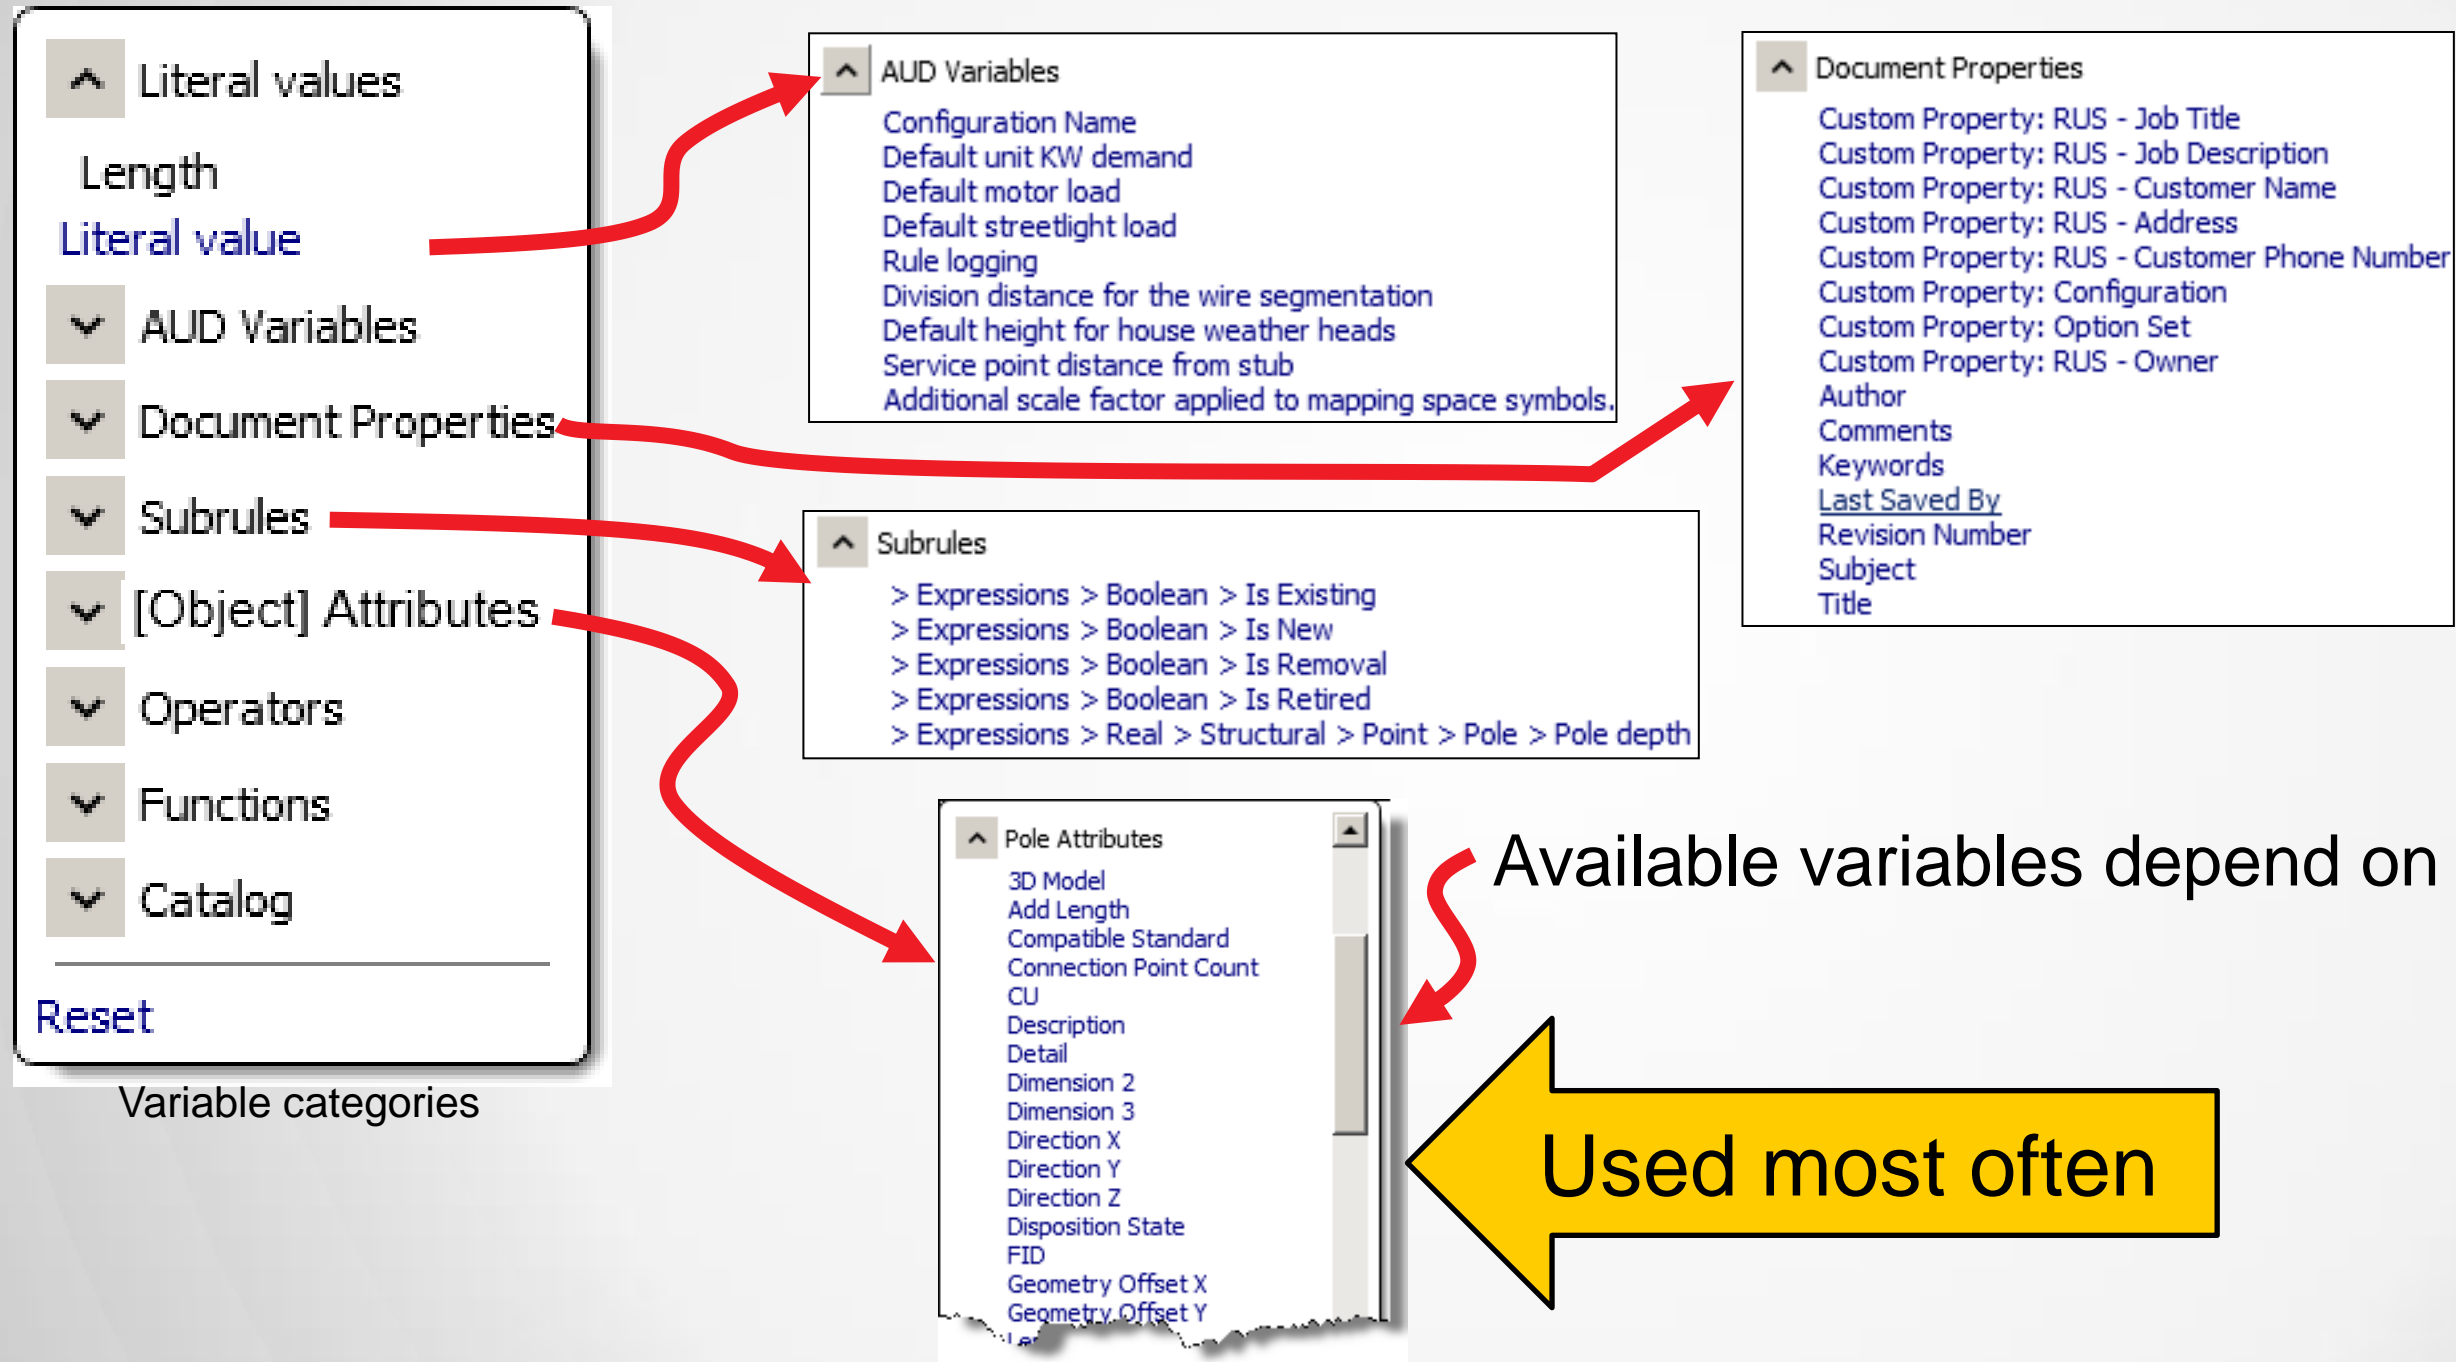 Literal values
Length
Literal value
AUD Variables
Document Properties
Subrules
[Object] Attributes
Operators
Functions
Catalog
Reset
Variable categories
AUD Variables
Configuration Name
Default unit KW demand
Default motor load
Default streetlight load
Rule logging
Division distance for the wire segmentation
Default height for house weather heads
Service point distance from stub
Additional scale factor applied to mapping space symbols.
Document Properties
Custom Property: RUS - Job Title
Custom Property: RUS - Job Description
Custom Property: RUS - Customer Name
Custom Property: RUS - Address
Custom Property: RUS - Customer Phone Number
Custom Property: Configuration
Custom Property: Option Set
Custom Property: RUS - Owner
Author
Comments
Keywords
Last Saved By
Revision Number
Subject
Title
Subrules
> Expressions > Boolean > Is Existing
> Expressions > Boolean > Is New
> Expressions > Boolean > Is Removal
> Expressions > Boolean > Is Retired
> Expressions > Real > Structural > Point > Pole > Pole depth
Pole Attributes
3D Model
Add Length
Compatible Standard
Connection Point Count
CU
Description
Detail
Dimension 2
Dimension 3
Direction X
Direction Y
Direction Z
Disposition State
FID
Geometry Offset X
Geometry Offset Y
Available variables depend on
Used most often